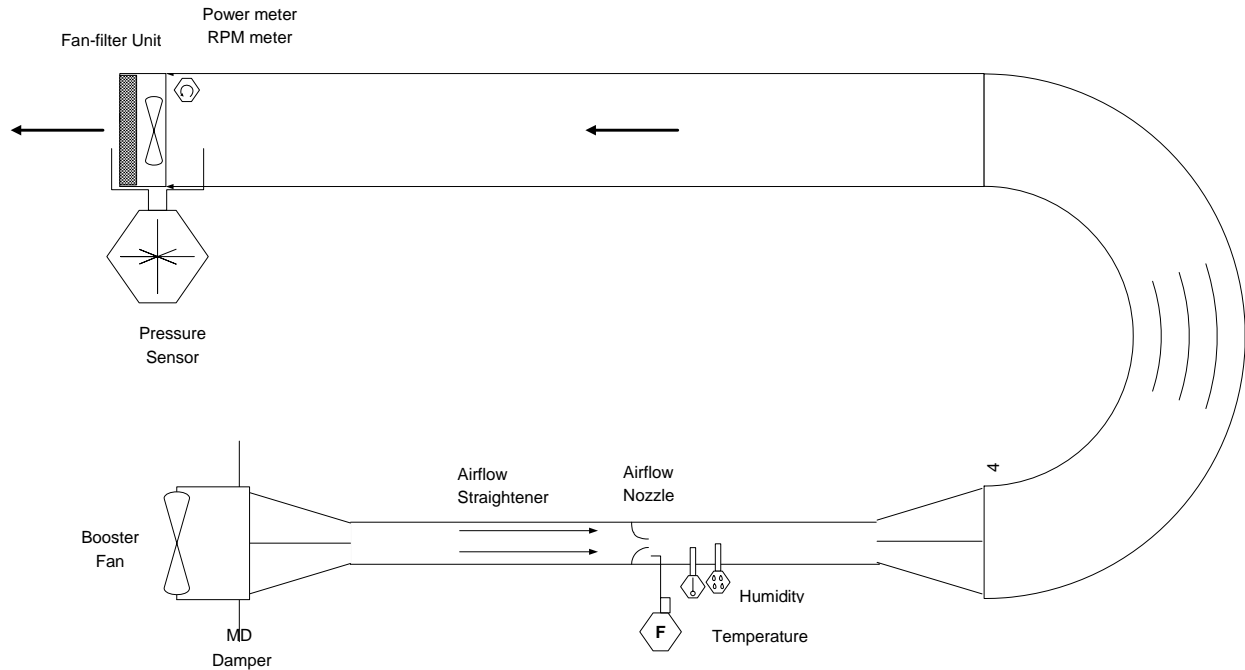 Power meter
RPM meter
Fan-filter Unit
Pressure
Sensor
4
Airflow
Straightener
Airflow
Nozzle
Booster
Fan
Humidity
F
Temperature
MD
Damper